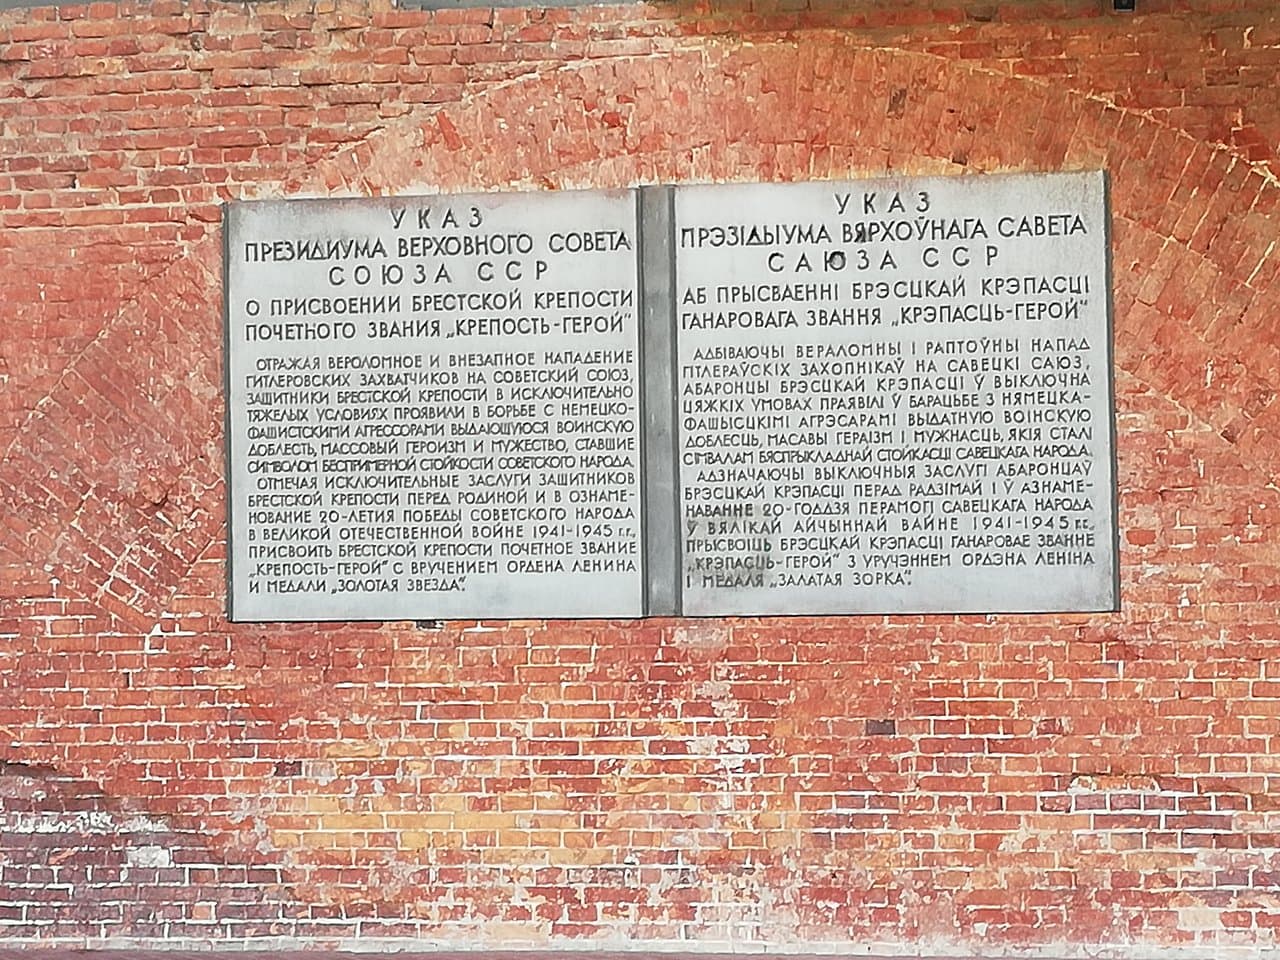 УКАЗ
ПРЕЗИДИУМА ВЕРХОВНОГО СОВЕТА
СОЮЗА ССР
О ПРИСВОЕНИИ БРЕСТСКОЙ КРЕПОСТИ
ПОЧЕТНОГО ЗВАНИЯ „КРЕПОСТЬ-ГЕРОЙ"
ОТРАЖАЯ ВЕРОЛОМНОЕ И ВНЕЗАПНОЕ НАПАДЕНИЕ
ГИТЛЕРОВСКИХ ЗАХВАТЧИКОВ НА СОВЕТСКИЙ СОЮЗ,
ЗАЩИТНИКИ БРЕСТСКОЙ КРЕПОСТИ В ИСКЛЮЧИТЕЛЬНО
ТЯЖЕЛЫХ УСЛОВИЯХ ПРОЯВИЛИ В БОРЬБЕ С НЕМЕЦКО-
ФАШИСТСКИМИ АГРЕССОРАМИ ВЫДАЮЩУЮСЯ ВОИНСКУЮ
ДОБЛЕСТЬ, МАССОВЫЙ ГЕРОИЗМ И МУЖЕСТВО, СТАВШИЕ
СИМВОЛОМ БЕСПРИМЕРНОЙ СТОЙКОСТИ СОВЕТСКОГО НАРОДА.
ОТМЕЧАЯ ИСКЛЮЧИТЕЛЬНЫЕ ЗАСЛУГИ ЗАЩИТНИКОВ
БРЕСТСКОЙ КРЕПОСТИ ПЕРЕД РОДИНОЙ И В ОЗНАМЕ-
НОВАНИЕ 20-ЛЕТИЯ ПОБЕДЫ СОВЕТСКОГО НАРОДА
В ВЕЛИКОЙ ОТЕЧЕСТВЕННОЙ ВОЙНЕ 1941-1945 г.г.,
ПРИСВОИТЬ БРЕСТСКОЙ КРЕПОСТИ ПОЧЕТНОЕ ЗВАНИЕ
„КРЕПОСТЬ-ГЕРОЙ" С ВРУЧЕНИЕМ ОРДЕНА ЛЕНИНА
И МЕДАЛИ „ЗОЛОТАЯ ЗВЕЗДА".
УКАЗ
ПРЭЗІДЫУМА ВЯРХОЎНАГА САВЕТА
САЮЗА ССР
АБ ПРЫСВАЕННІ БРЭСЦКАЙ КРЭПАСЦІ
ГАНАРОВАГА ЗВАННЯ „КРЭПАСЦЬ-ГЕРОЙ"
АДБІВАЮЧЫ ВЕРАЛОМНЫ І РАПТОЎНЫ НАПАД
ГІТЛЕРАЎСКІХ ЗАХОПНІКАЎ НА САВЕЦКІ САЮЗ,
АБАРОНЦЫ БРЭСЦКАЙ КРЭПАСЦІ Ў ВЫКЛЮЧНА
ЦЯЖКІХ УМОВАХ ПРАЯВІЛІ Ў БАРАЦЬБЕ З НЯМЕЦКА-
ФАШЫСЦКІМІ АГРЭСАРАМІ ВЫДАТНУЮ ВОІНСКУЮ
ДОБЛЕСЦЬ, МАСАВЫ ГЕРАІЗМ І МУЖНАСЦЬ, ЯКІЯ СТАЛІ
СІМВАЛАМ БЯСПРЫКЛАДНАЙ СТОЙКАСЦІ САВЕЦКАГА НАРОДА.
АДЗНАЧАЮЧЫ ВЫКЛЮЧНЫЯ ЗАСЛУГІ АБАРОНЦАЎ
БРЭСЦКАЙ КРЭПАСЦІ ПЕРАД РАДЗІМАЙ І Ў АЗНАМЕ-
НАВАННЕ 20-ГОДДЗЯ ПЕРАМОГІ САВЕЦКАГА НАРОДА
Ў ВЯЛІКАЙ АЙЧЫННАЙ ВАЙНЕ 1941-1945 г.г.,
ПРЫСВОІЦЬ БРЭСЦКАЙ КРЭПАСЦІ ГАНАРОВАЕ ЗВАННЕ
„КРЭПАСЦЬ-ГЕРОЙ" З УРУЧЭННЕМ ОРДЭНА ЛЕНІНА
І МЕДАЛЯ „ЗАЛАТАЯ ЗОРКА".